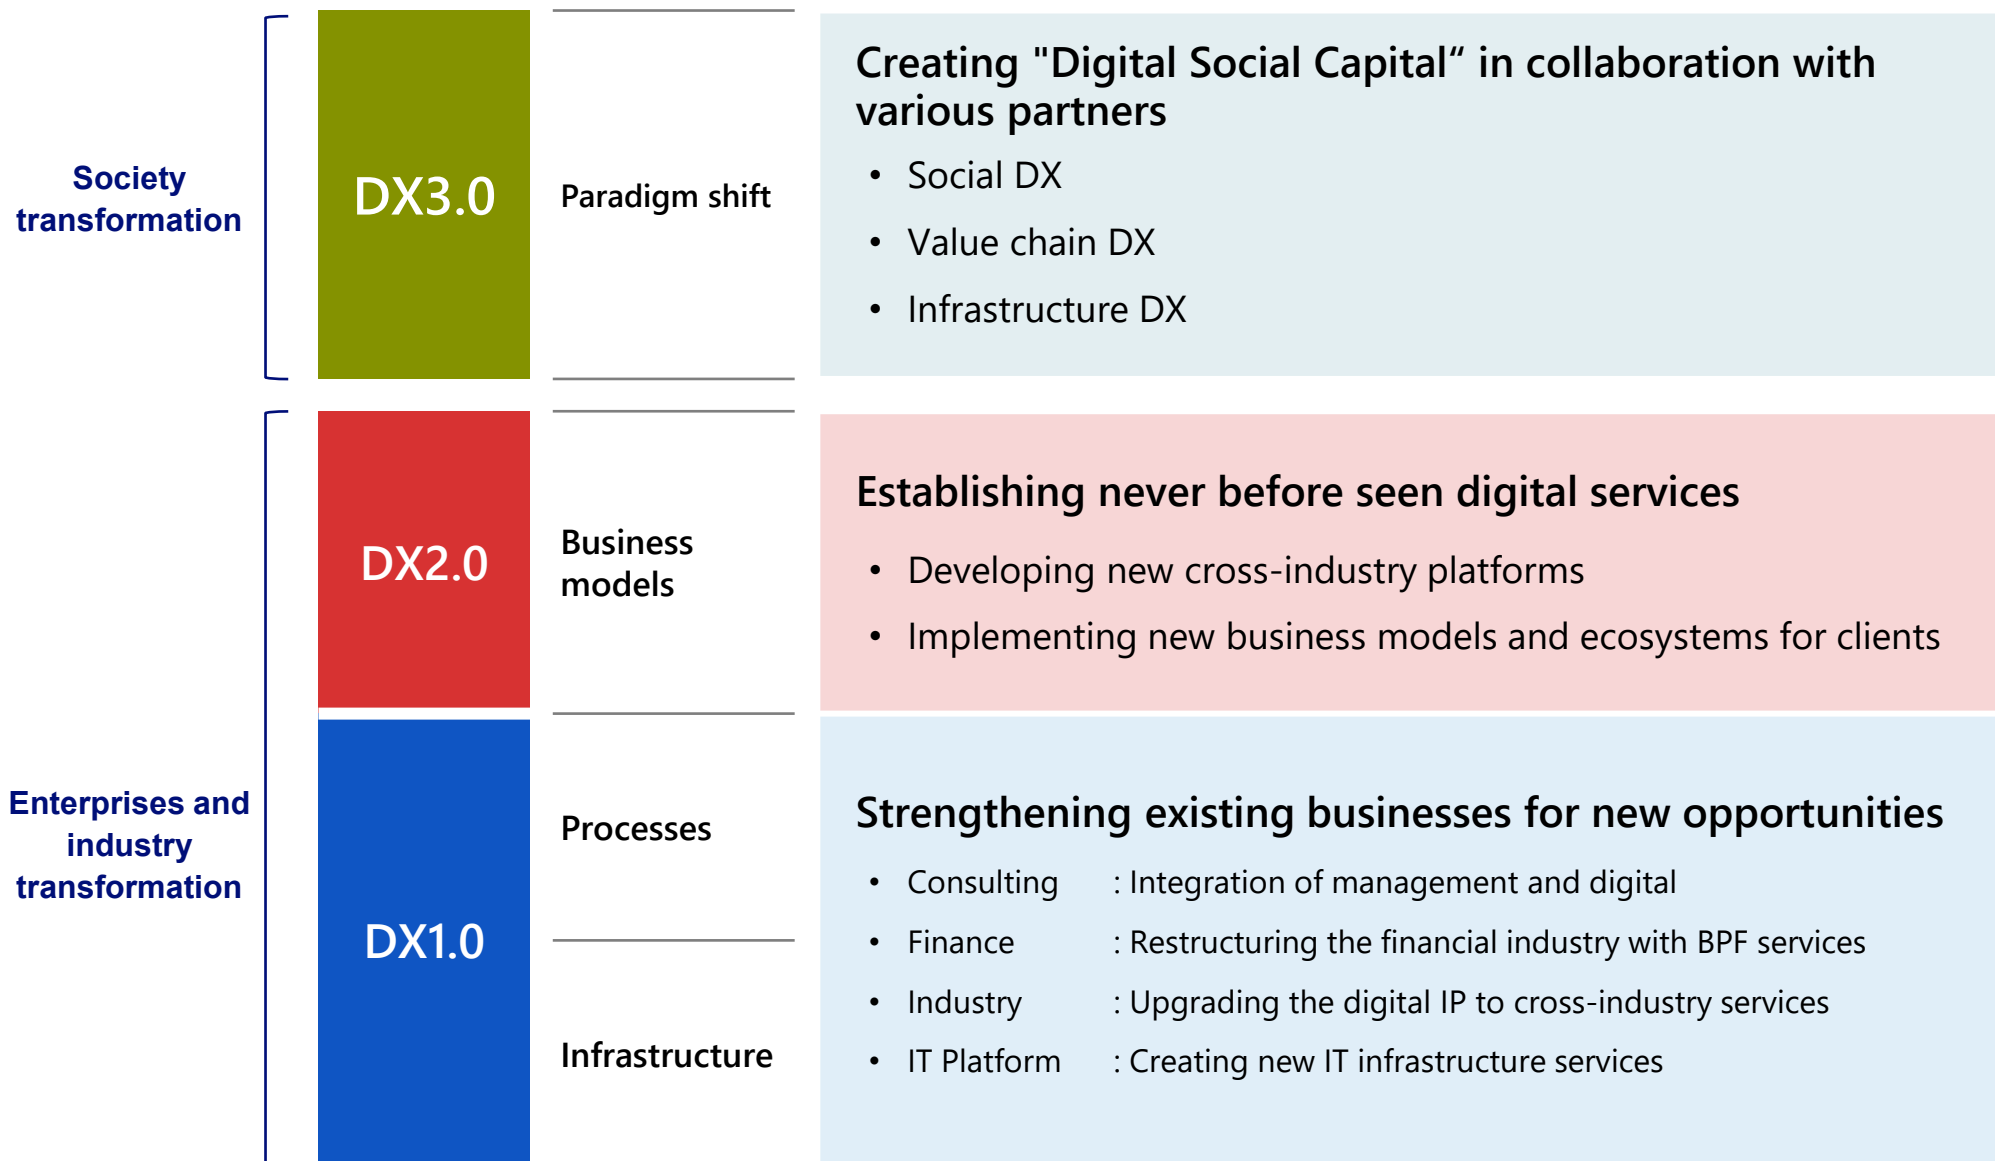 Society
transformation
DX3.0
Paradigm shift
Creating "Digital Social Capital“ in collaboration with
various partners
• Social DX
• Value chain DX
• Infrastructure DX
Enterprises and
industry
transformation
DX2.0
Business
models
Establishing never before seen digital services
• Developing new cross-industry platforms
• Implementing new business models and ecosystems for clients
DX1.0
Processes
Infrastructure
Strengthening existing businesses for new opportunities
• Consulting : Integration of management and digital
• Finance : Restructuring the financial industry with BPF services
• Industry : Upgrading the digital IP to cross-industry services
• IT Platform : Creating new IT infrastructure services